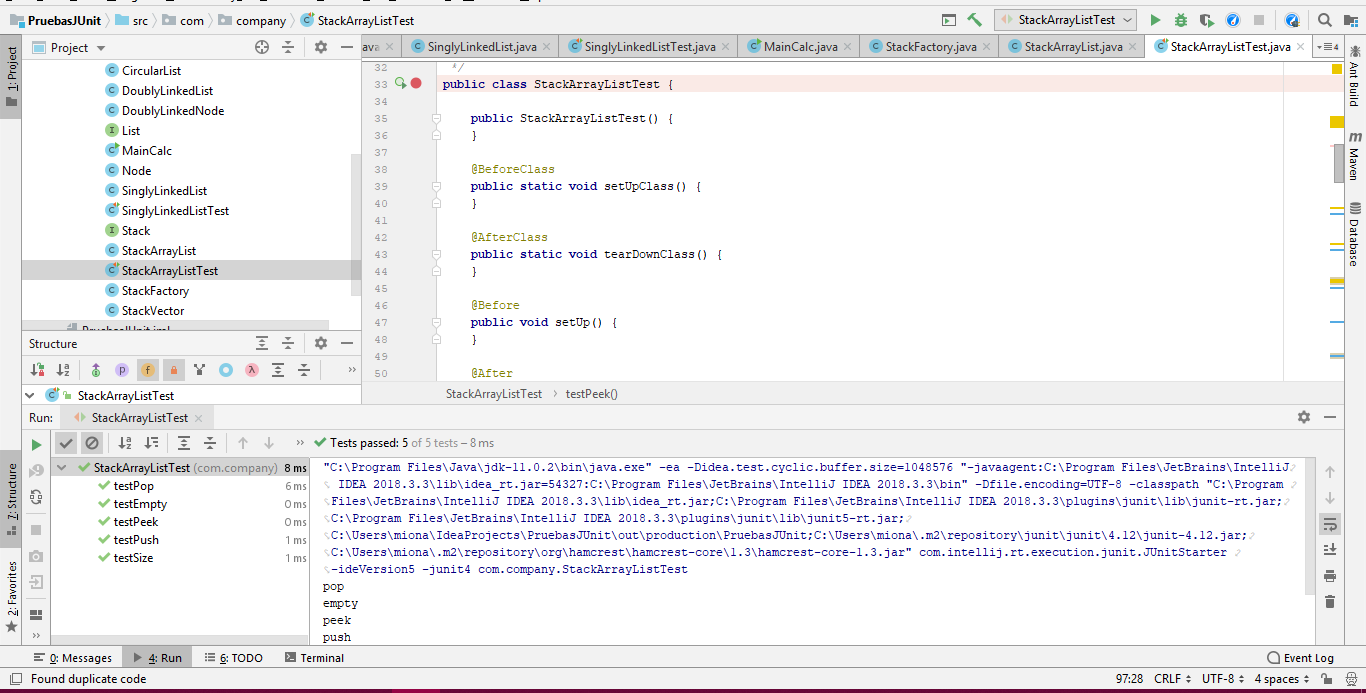 PruebasJUnit src com company StackArrayListTest StackArrayListTest
1: Project
Project
ava SinglyLinkedList.java SinglyLinkedListTest.java MainCalc.java StackFactory.java StackArrayList.java StackArrayListTest.java 4
CircularList
DoublyLinkedList
DoublyLinkedNode
List
MainCalc
Node
SinglyLinkedList
SinglyLinkedListTest
Stack
StackArrayList
StackArrayListTest
StackFactory
StackVector
PruebasJUnit.iml
32 */
33 public class StackArrayListTest {
34
35 public StackArrayListTest() {
36 }
37
38 @BeforeClass
39 public static void setUpClass() {
40 }
41
42 @AfterClass
43 public static void tearDownClass() {
44 }
45
46 @Before
47 public void setUp() {
48 }
49
50 @After
StackArrayListTest testPeek()
Ant Build
Maven
Database
Structure
StackArrayListTest
Run: StackArrayListTest
Tests passed: 5 of 5 tests – 8 ms
StackArrayListTest (com.company) 8 ms
testPop 6 ms
testEmpty 0 ms
testPeek 0 ms
testPush 1 ms
testSize 1 ms
"C:\Program Files\Java\jdk-11.0.2\bin\java.exe" -ea -Didea.test.cyclic.buffer.size=1048576 "-javaagent:C:\Program Files\JetBrains\IntelliJ
IDEA 2018.3.3\lib\idea_rt.jar=54327:C:\Program Files\JetBrains\IntelliJ IDEA 2018.3.3\bin" -Dfile.encoding=UTF-8 -classpath "C:\Program
Files\JetBrains\IntelliJ IDEA 2018.3.3\lib\idea_rt.jar;C:\Program Files\JetBrains\IntelliJ IDEA 2018.3.3\plugins\junit\lib\junit-rt.jar;
C:\Program Files\JetBrains\IntelliJ IDEA 2018.3.3\plugins\junit\lib\junit5-rt.jar;
C:\Users\miona\IdeaProjects\PruebasJUnit\out\production\PruebasJUnit;C:\Users\miona\.m2\repository\junit\junit\4.12\junit-4.12.jar;
C:\Users\miona\.m2\repository\org\hamcrest\hamcrest-core\1.3\hamcrest-core-1.3.jar" com.intellij.rt.execution.junit.JUnitStarter
-ideVersion5 -junit4 com.company.StackArrayListTest
pop
empty
peek
push
7: Structure
2: Favorites
0: Messages 4: Run 6: TODO Terminal Event Log
Found duplicate code 97:28 CRLF UTF-8 4 spaces